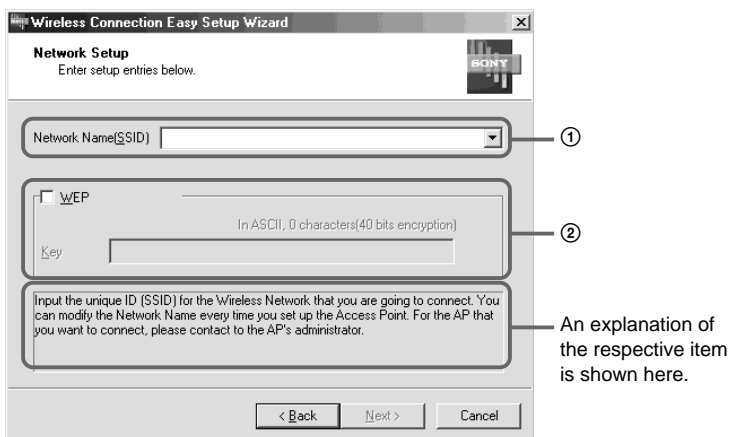 Wireless Connection Easy Setup Wizard
Network Setup
Enter setup entries below.
SONY
Network Name(SSID)
①
WEP
In ASCII, 0 characters(40 bits encryption)
Key
②
Input the unique ID (SSID) for the Wireless Network that you are going to connect. You
can modify the Network Name every time you set up the Access Point. For the AP that
you want to connect, please contact to the AP's administrator.
An explanation of
the respective item
is shown here.
< Back
Next >
Cancel